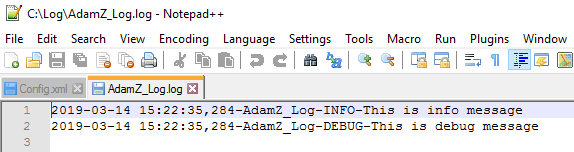 C:\Log\AdamZ_Log.log - Notepad++
File Edit Search View Encoding Language Settings Tools Macro Run Plugins Window
Config.xml AdamZ_Log.log
1 2019-03-14 15:22:35,284-AdamZ_Log-INFO-This is info message
2 2019-03-14 15:22:35,284-AdamZ_Log-DEBUG-This is debug message
3